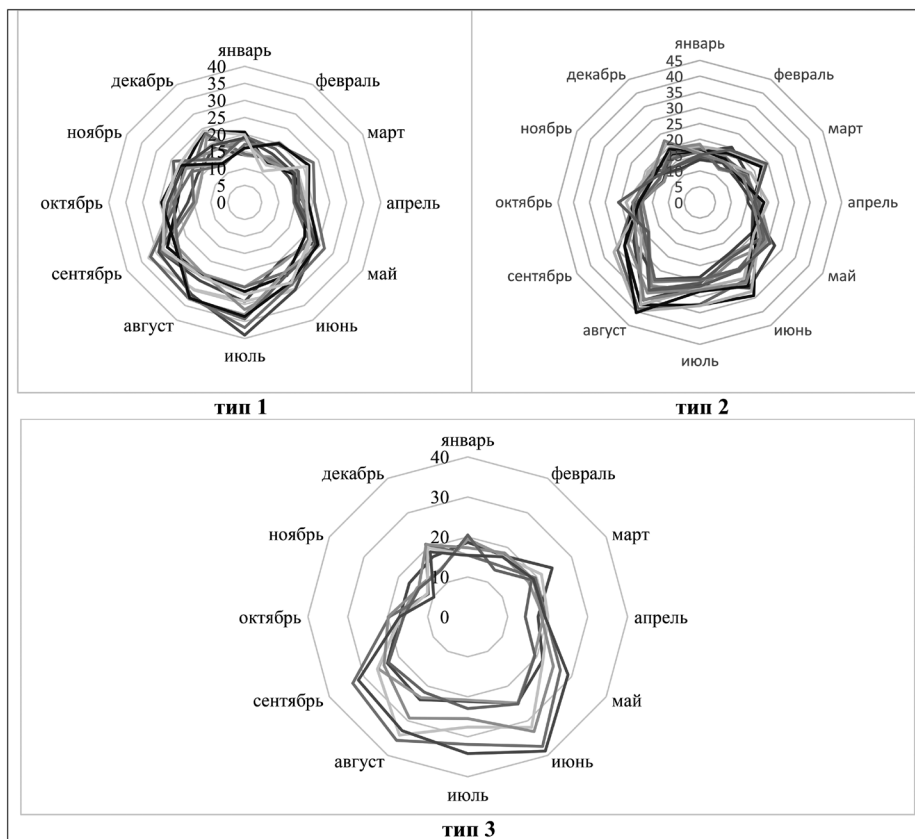 январь
февраль
март
апрель
май
июнь
июль
август
сентябрь
октябрь
ноябрь
декабрь
40
35
30
25
20
15
10
5
0
тип 1
январь
февраль
март
апрель
май
июнь
июль
август
сентябрь
октябрь
ноябрь
декабрь
45
40
35
30
25
20
15
10
5
0
тип 2
январь
февраль
март
апрель
май
июнь
июль
август
сентябрь
октябрь
ноябрь
декабрь
40
30
20
10
0
тип 3